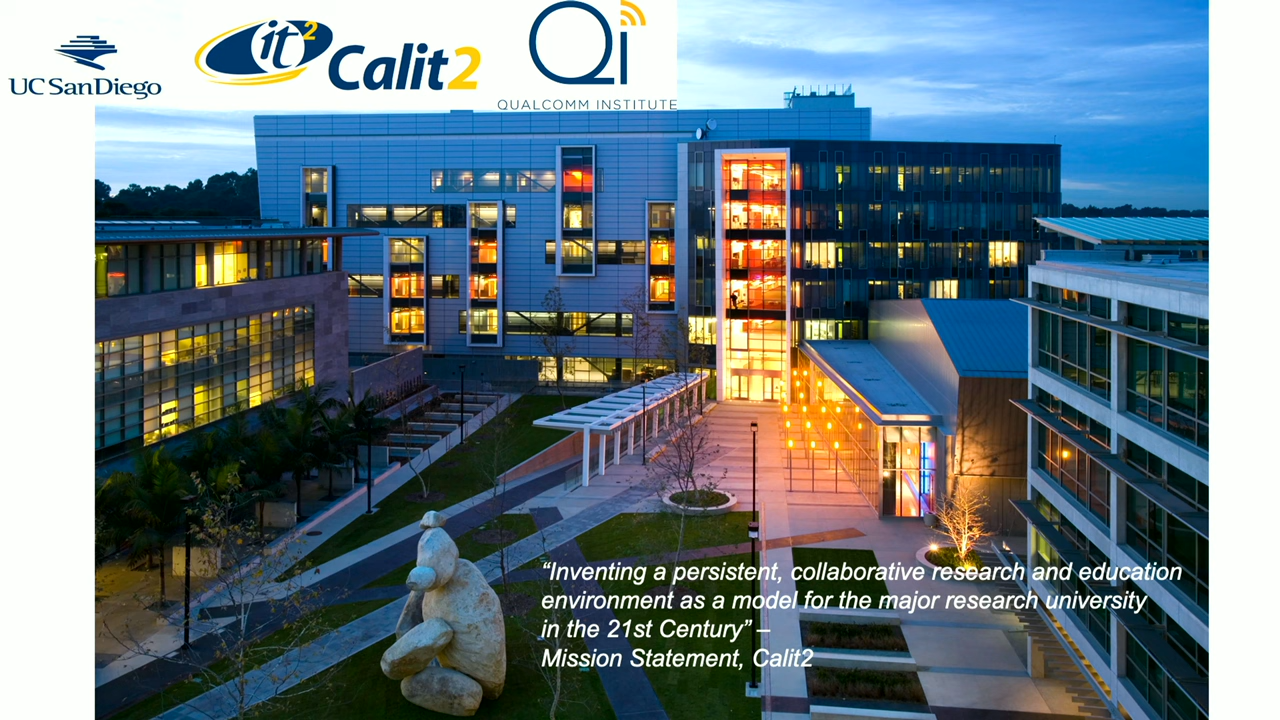 UC San Diego
it2
Calit2
Qi
QUALCOMM INSTITUTE
“Inventing a persistent, collaborative research and education
environment as a model for the major research university
in the 21st Century” –
Mission Statement, Calit2